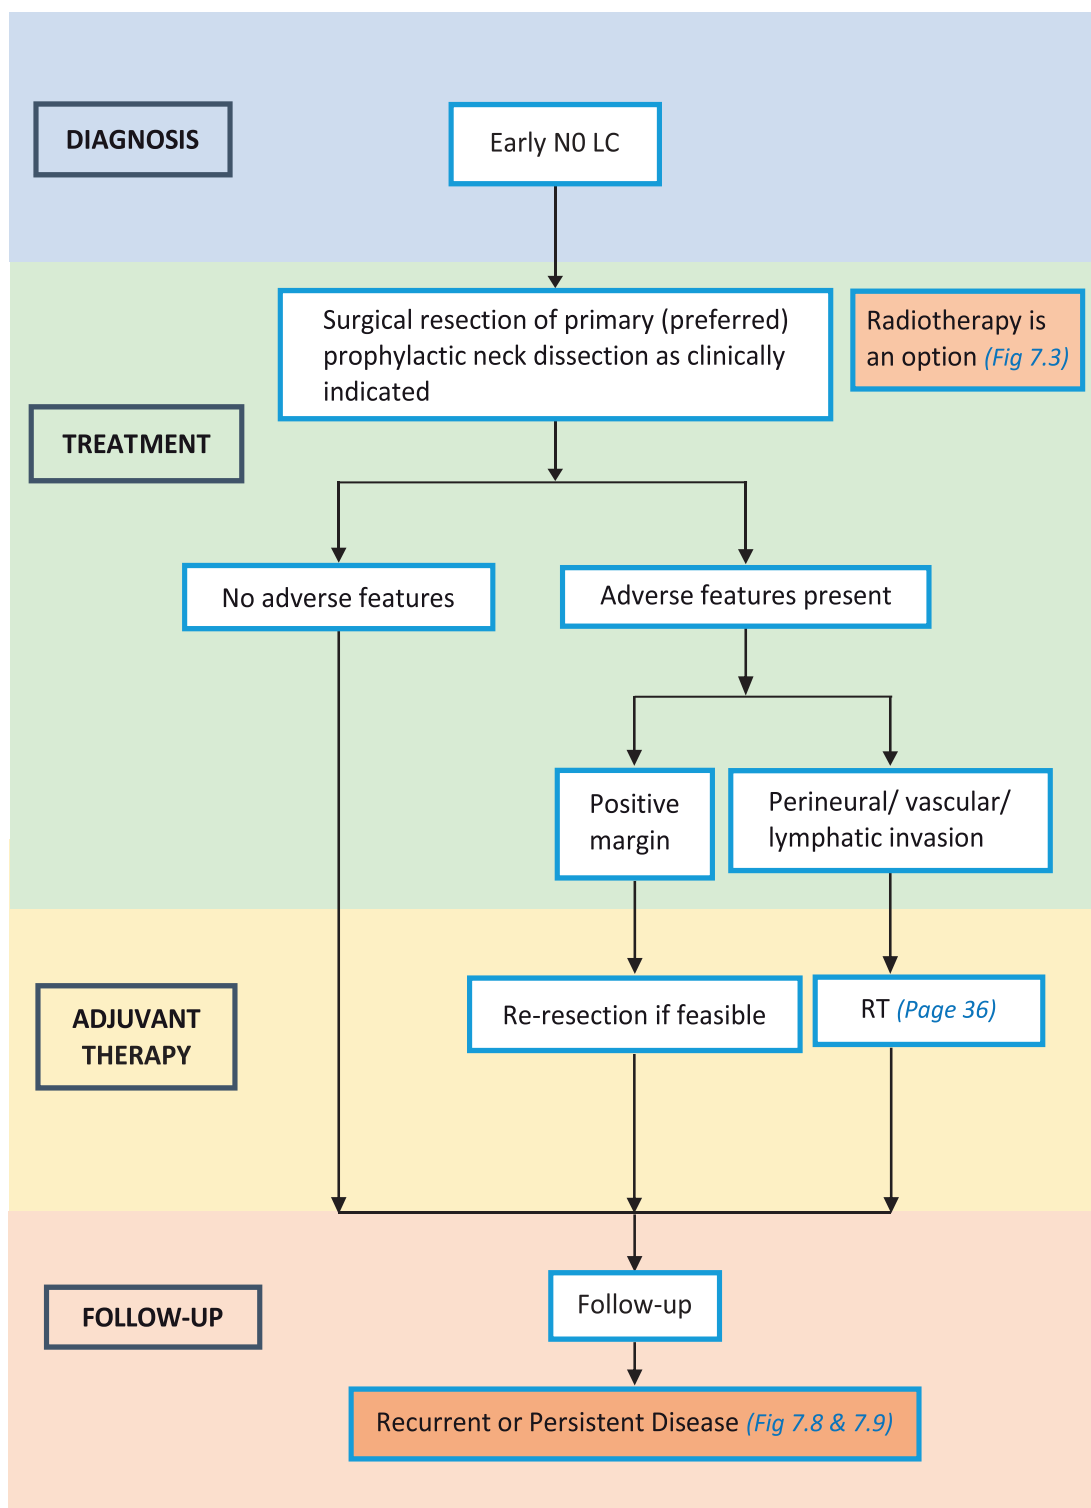 DIAGNOSIS
Early N0 LC
Surgical resection of primary (preferred)
prophylactic neck dissection as clinically
indicated
Radiotherapy is
an option (Fig 7.3)
TREATMENT
No adverse features
Adverse features present
Positive
margin
Perineural/ vascular/
lymphatic invasion
ADJUVANT
THERAPY
Re-resection if feasible
RT (Page 36)
FOLLOW-UP
Follow-up
Recurrent or Persistent Disease (Fig 7.8 & 7.9)